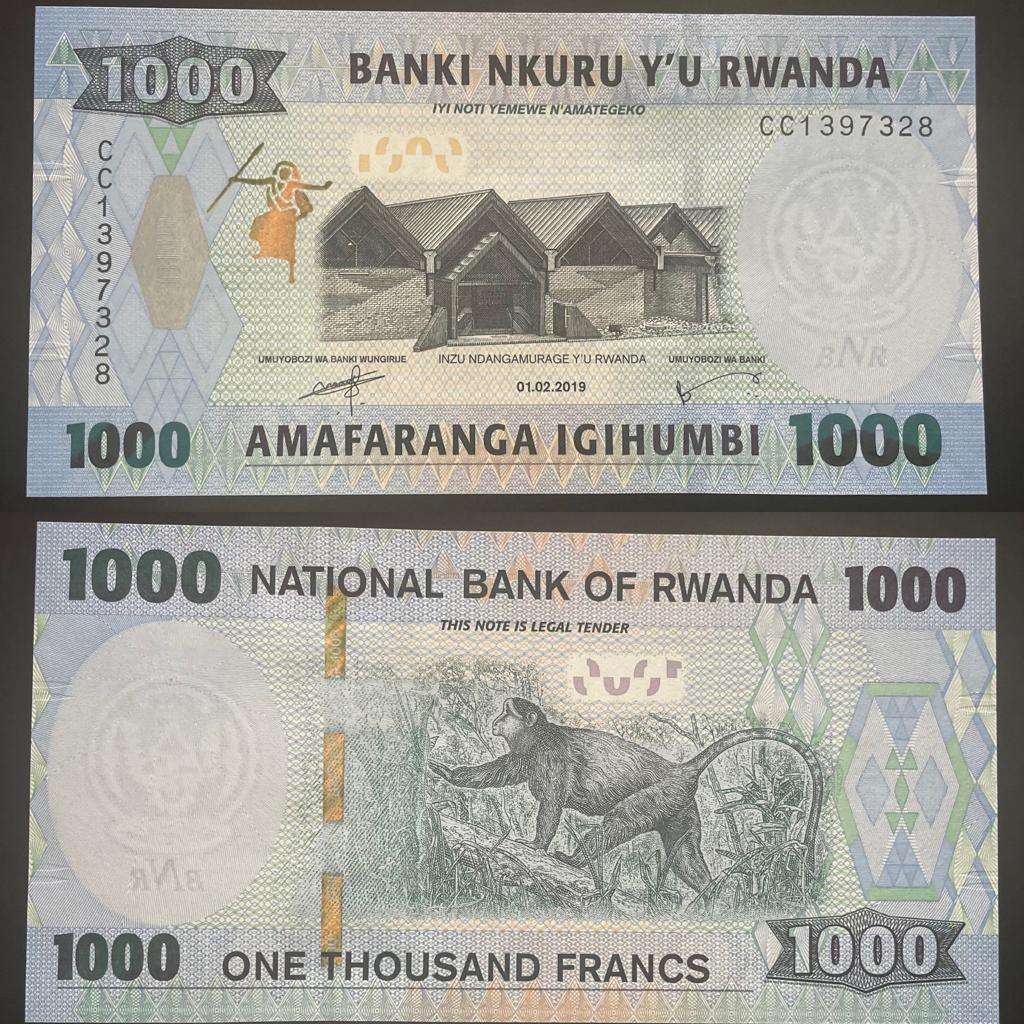 1000
BANKI NKURU Y'U RWANDA
IYI NOTI YEMEWE N'AMATEGEKO
CC1397328
CC1397328
UMUYOBOZI WA BANKI WUNGIRIJE
INZU NDANGAMURAGE Y'U RWANDA
UMUYOBOZI WA BANKI
01.02.2019
BNR
1000
AMAFARANGA IGIHUMBI
1000
1000
NATIONAL BANK OF RWANDA
1000
THIS NOTE IS LEGAL TENDER
BNR
1000
ONE THOUSAND FRANCS
1000